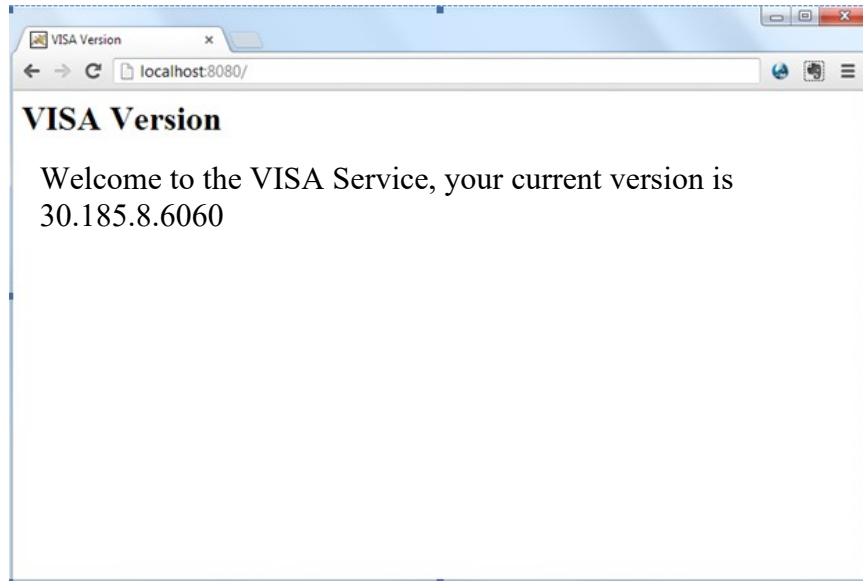 VISA Version
localhost:8080/
VISA Version
Welcome to the VISA Service, your current version is
30.185.8.6060